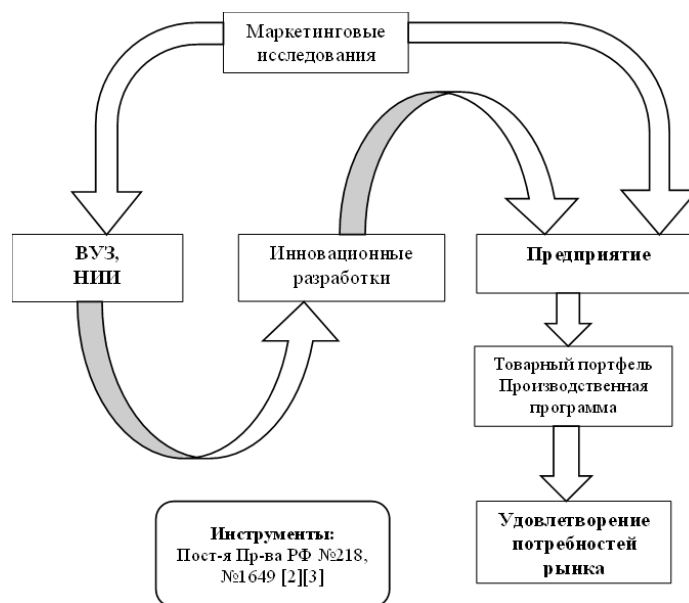 Маркетинговые
исследования
ВУЗ,
НИИ
Инновационные
разработки
Предприятие
Товарный портфель
Производственная
программа
Инструменты:
Пост-я Пр-ва РФ №218,
№1649 [2][3]
Удовлетворение
потребностей
рынка